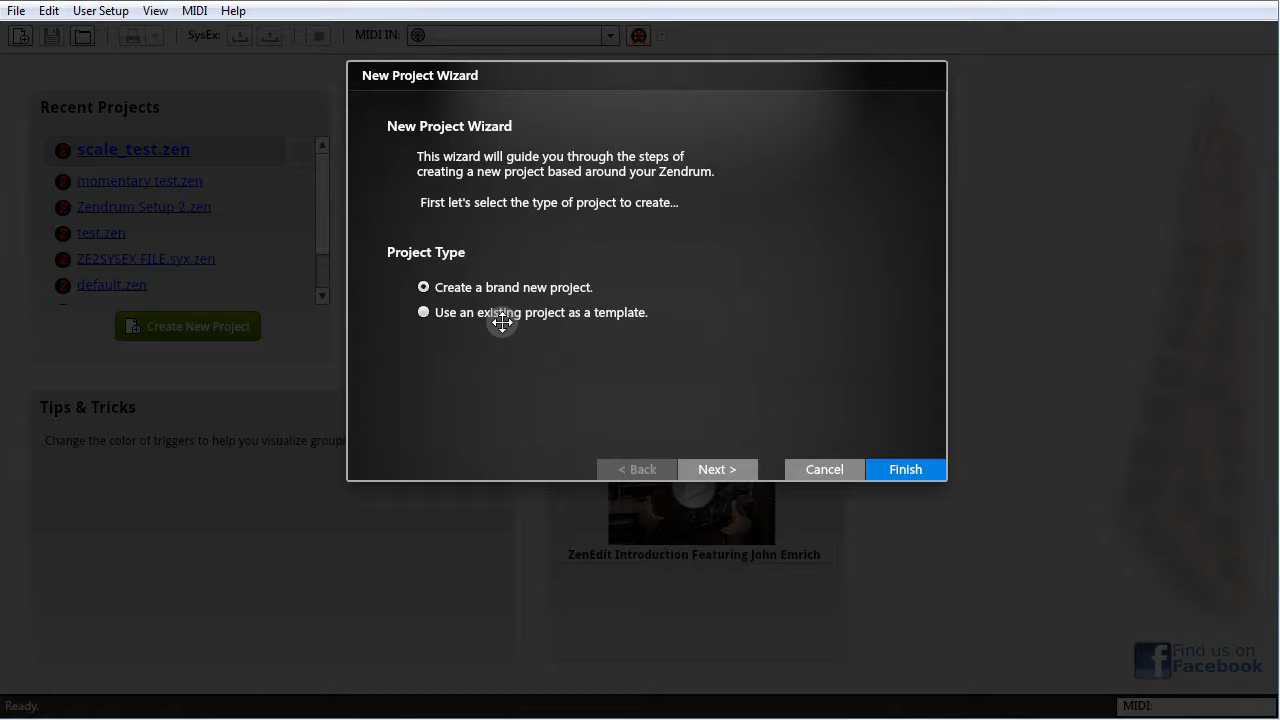 File Edit User Setup View MIDI Help
SysEx: MIDI IN:
New Project Wizard
New Project Wizard
This wizard will guide you through the steps of
creating a new project based around your Zendrum.
First let's select the type of project to create...
Project Type
Create a brand new project.
Use an existing project as a template.
< Back Next > Cancel Finish
Recent Projects
scale_test.zen
momentary test.zen
Zendrum Setup 2.zen
test.zen
ZE2SYSEX FILE.syx.zen
default.zen
Create New Project
Tips & Tricks
Change the color of triggers to help you visualize
ZenEdit Introduction Featuring John Emrich
Find us on
Facebook
Ready. MIDI: